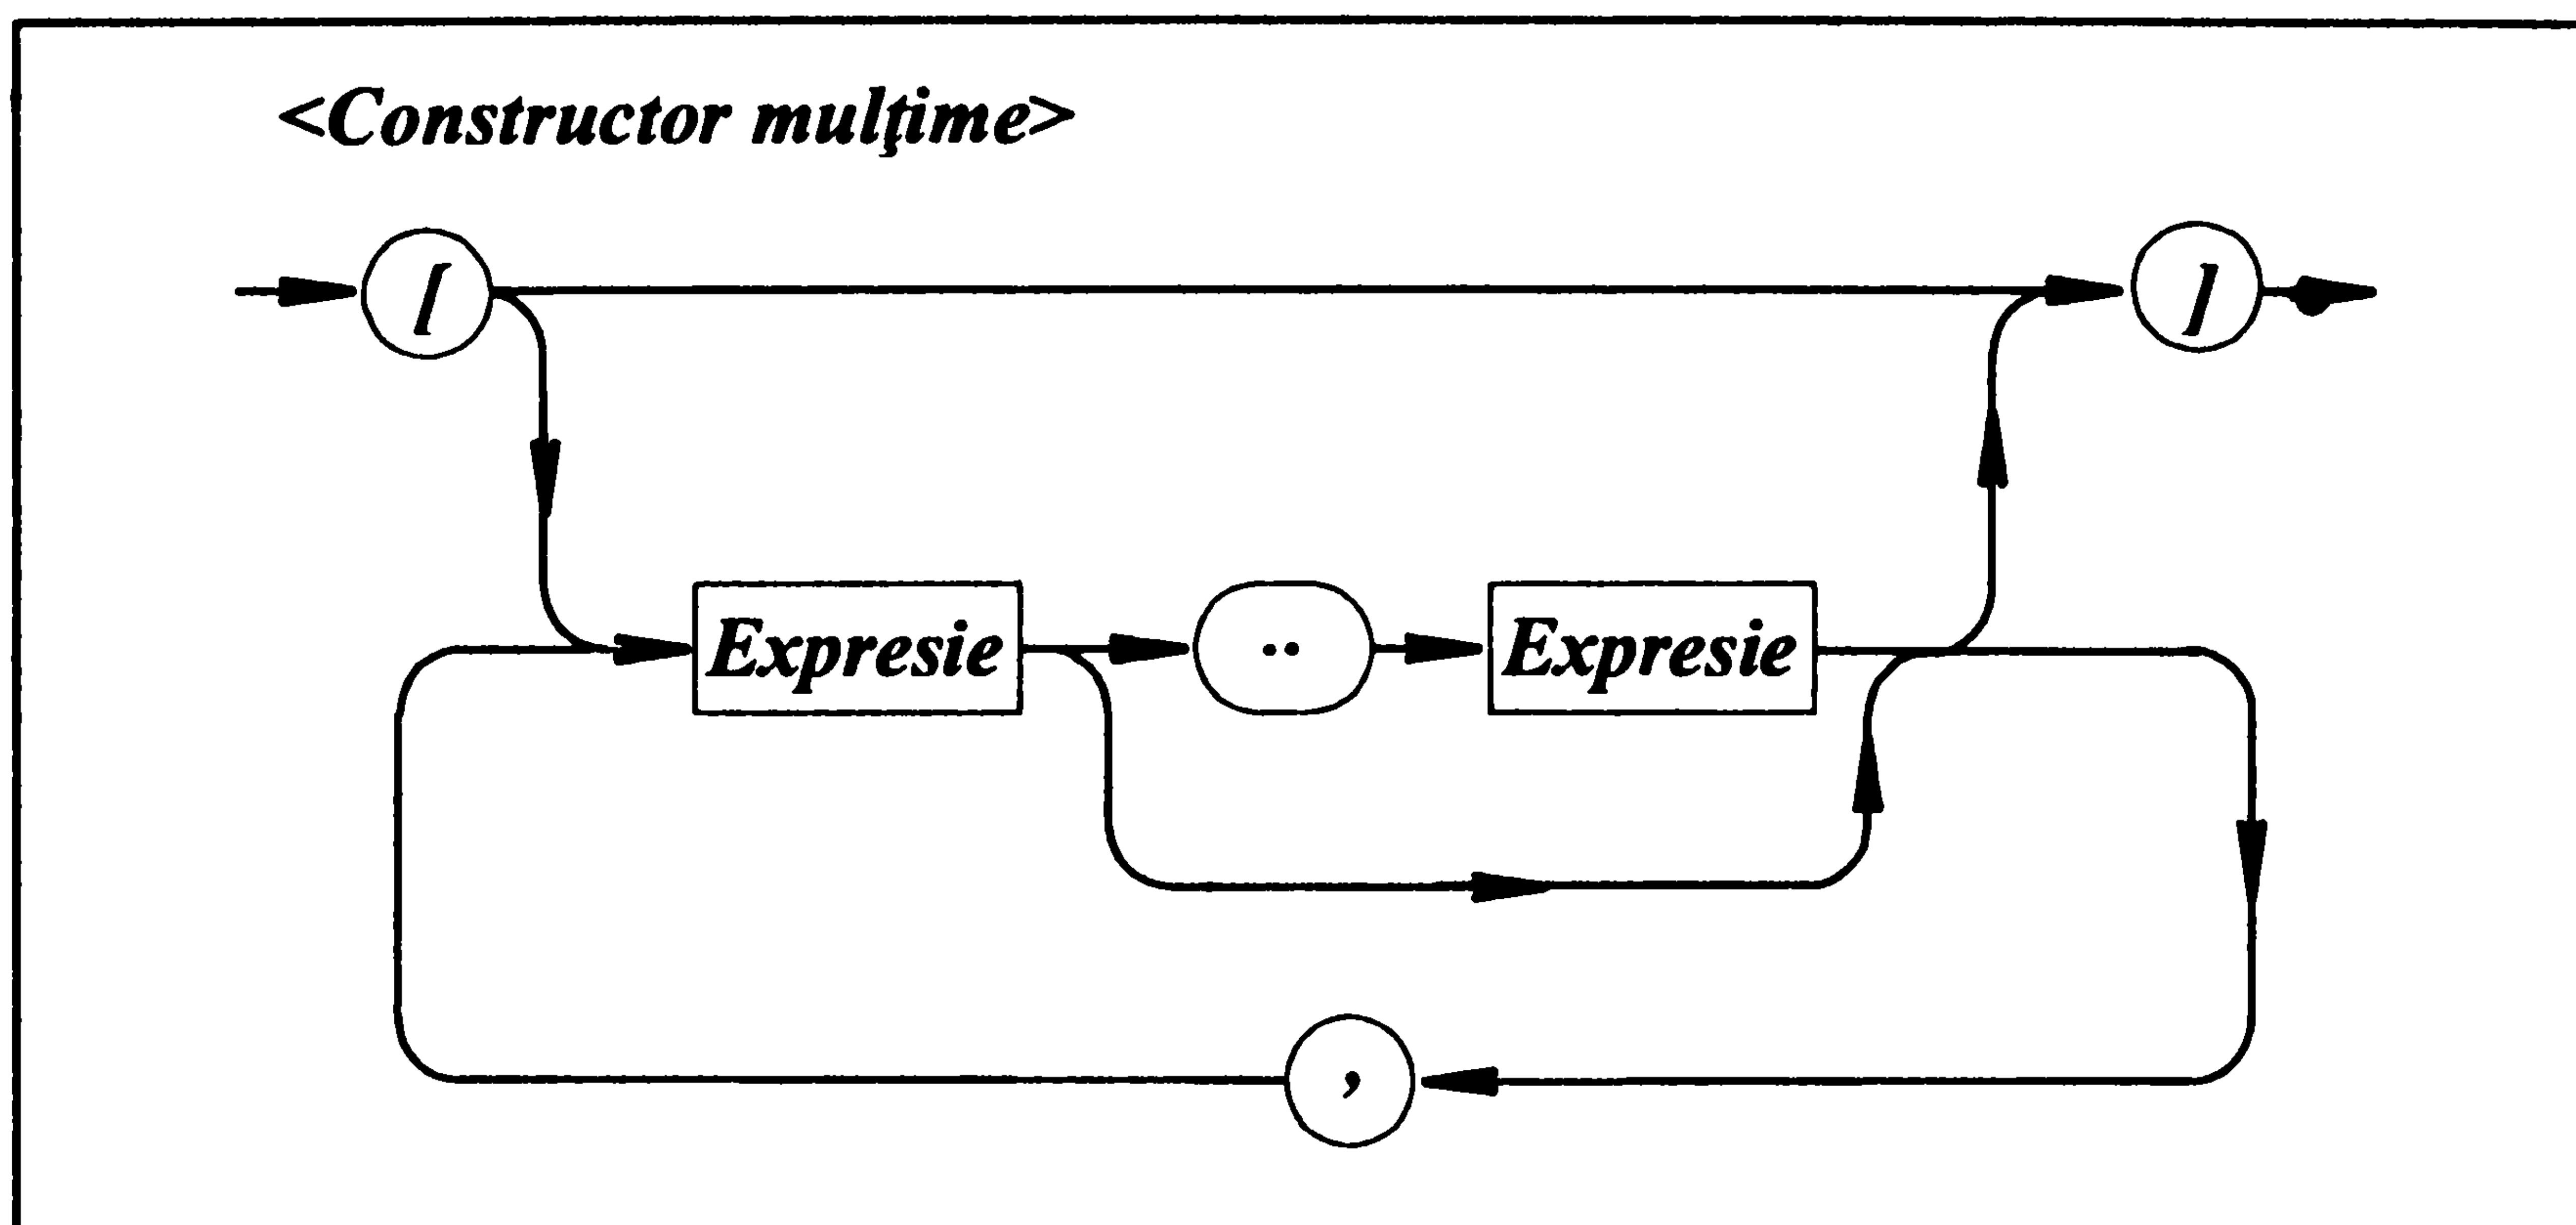 <Constructor mulţime>
[ ]
Expresie .. Expresie
,